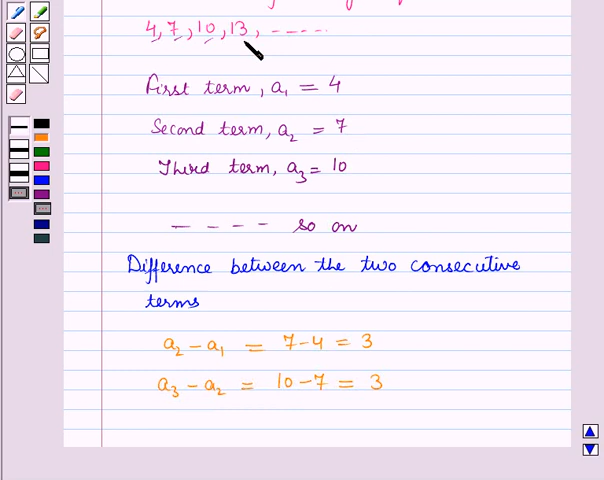 4, 7, 10, 13, -----
First term, a₁ = 4
Second term, a₂ = 7
Third term, a₃ = 10
---- so on
Difference between the two consecutive
terms
a₂ - a₁ = 7-4 = 3
a₃ - a₂ = 10-7 = 3